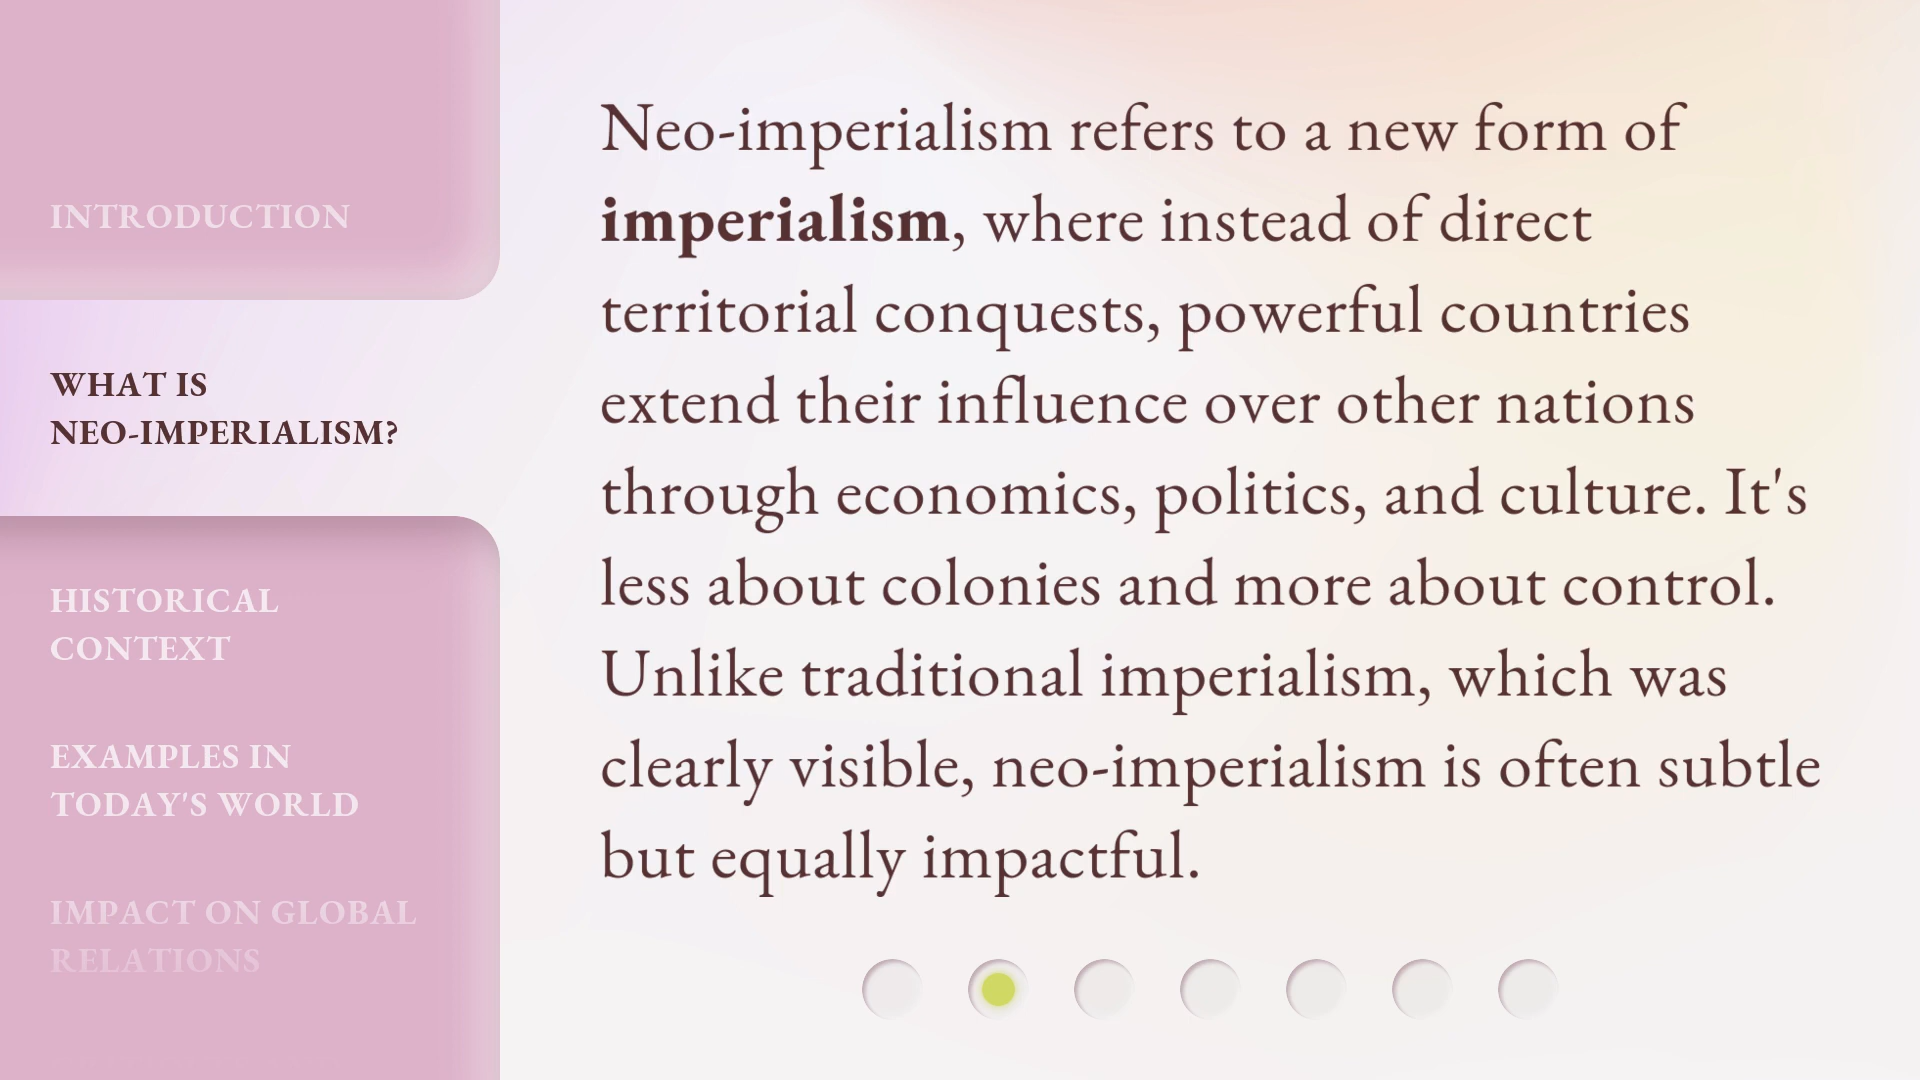 INTRODUCTION
WHAT IS
NEO-IMPERIALISM?
HISTORICAL
CONTEXT
EXAMPLES IN
TODAY'S WORLD
IMPACT ON GLOBAL
RELATIONS
Neo-imperialism refers to a new form of
imperialism, where instead of direct
territorial conquests, powerful countries
extend their influence over other nations
through economics, politics, and culture. It's
less about colonies and more about control.
Unlike traditional imperialism, which was
clearly visible, neo-imperialism is often subtle
but equally impactful.